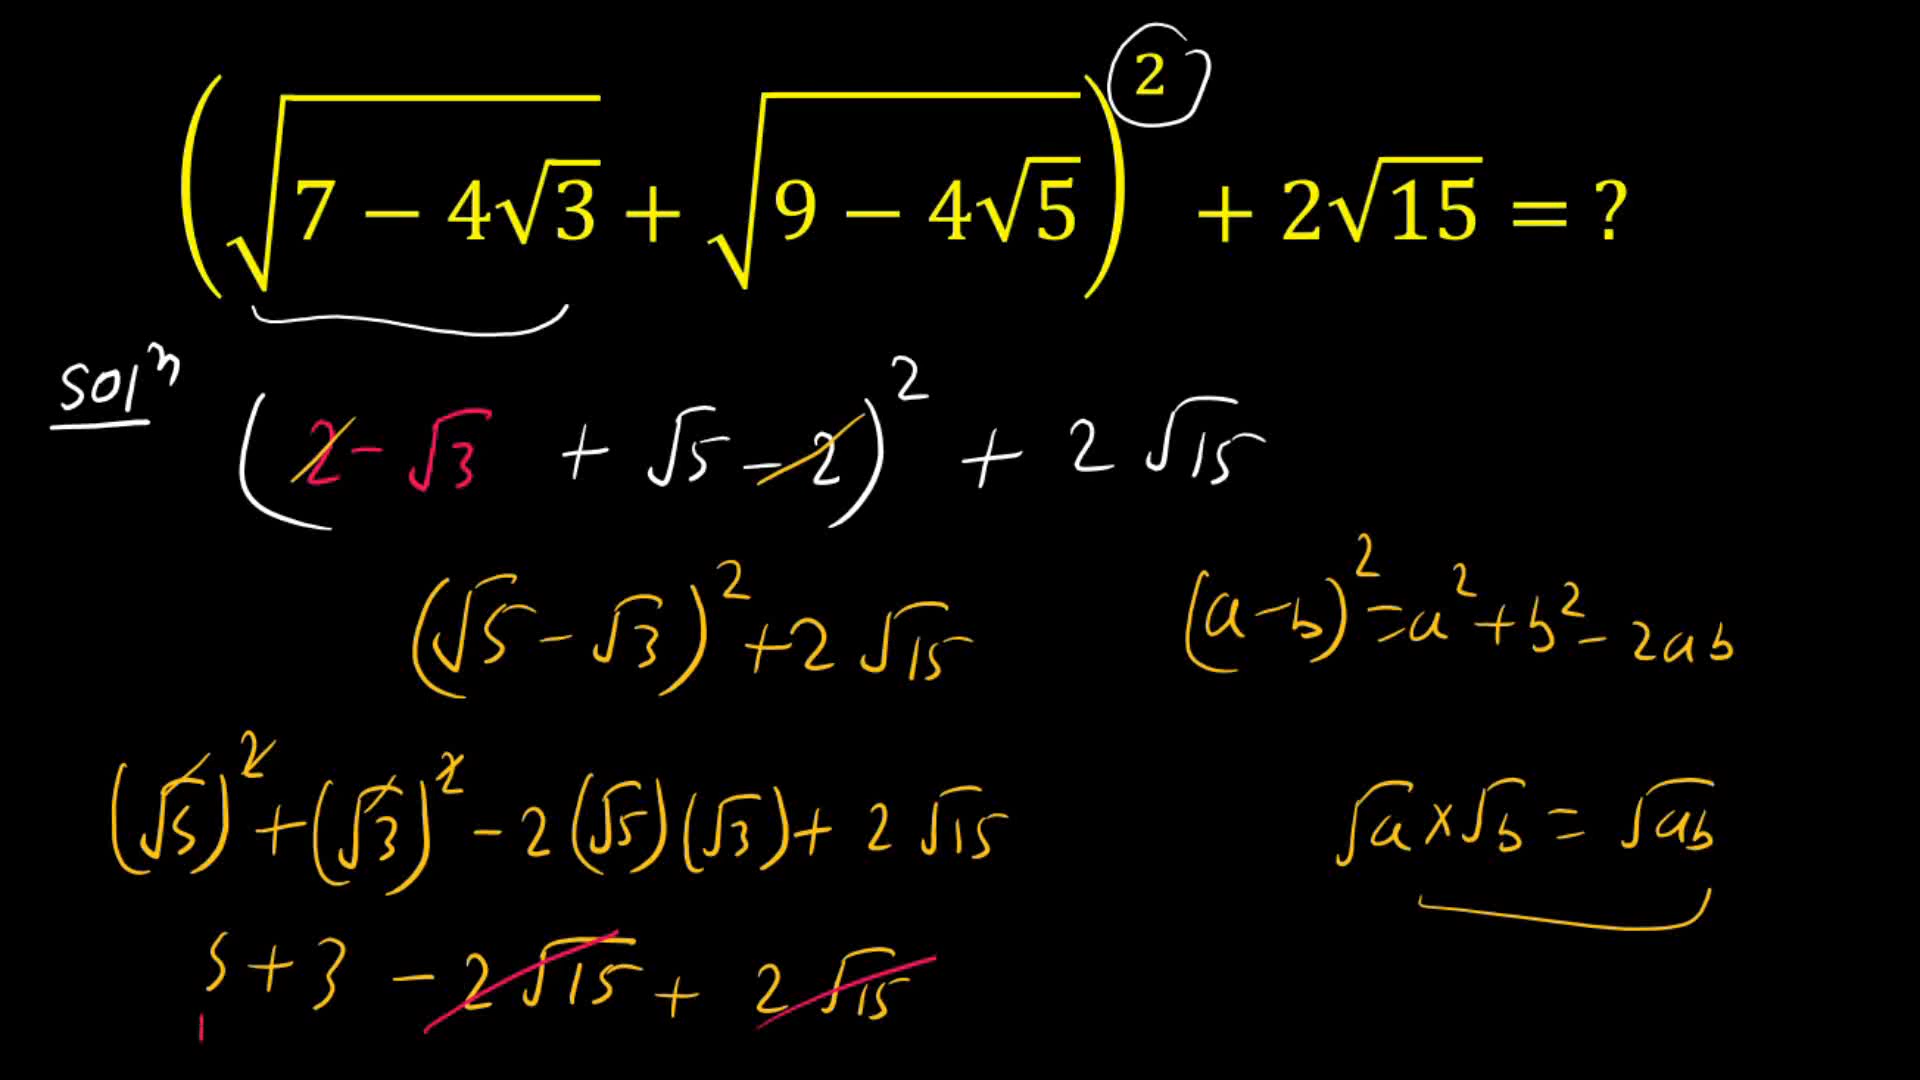 (√(7 − 4√3) + √(9 − 4√5))² + 2√15 = ?
Solⁿ
(2 - √3 + √5 - 2)² + 2√15
(√5 - √3)² + 2√15
(a - b)² = a² + b² - 2ab
(√5)² + (√3)² - 2(√5)(√3) + 2√15
√a × √b = √ab
5 + 3 - 2√15 + 2√15